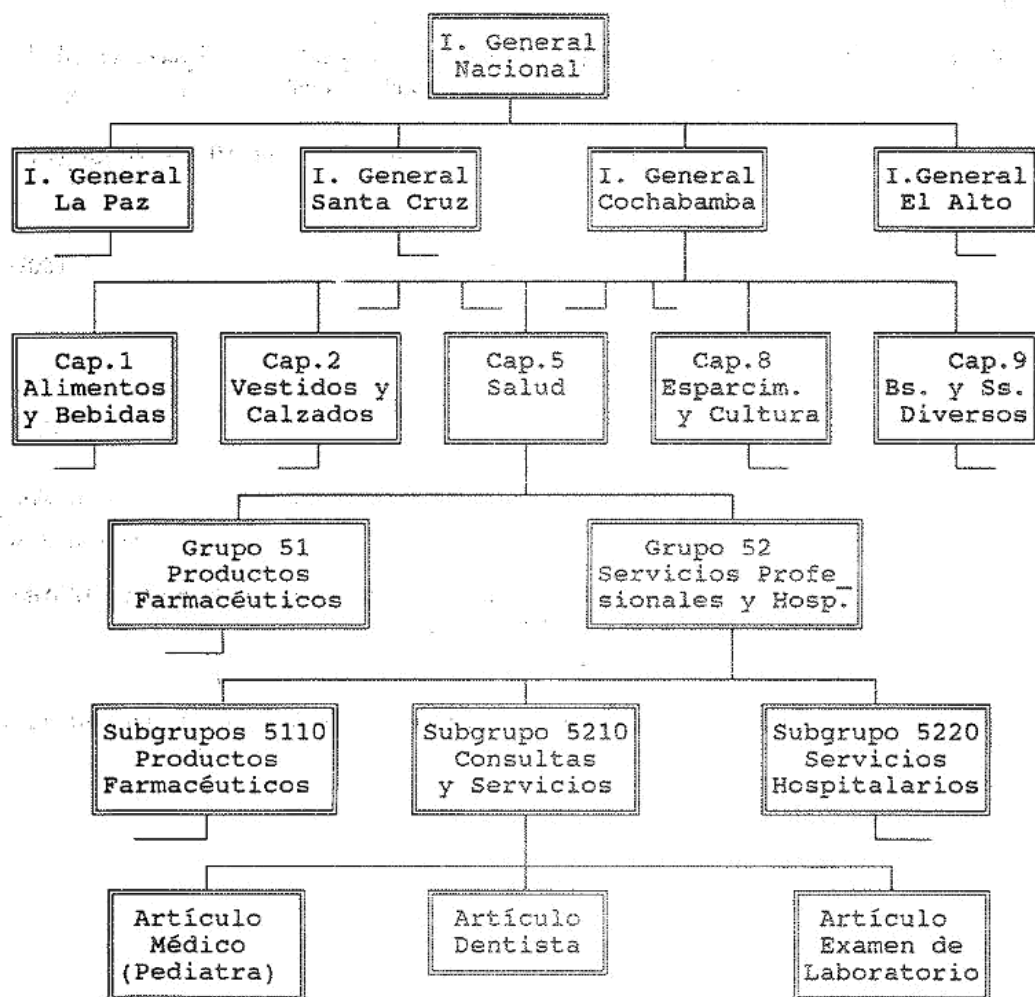 I. General
Nacional
I. General
La Paz
I. General
Santa Cruz
I. General
Cochabamba
I.General
El Alto
Cap.1
Alimentos
y Bebidas
Cap.2
Vestidos y
Calzados
Cap.5
Salud
Cap.8
Esparcim.
y Cultura
Cap.9
Bs. y Ss.
Diversos
Grupo 51
Productos
Farmacéuticos
Grupo 52
Servicios Profe_
sionales y Hosp.
Subgrupos 5110
Productos
Farmacéuticos
Subgrupo 5210
Consultas
y Servicios
Subgrupo 5220
Servicios
Hospitalarios
Artículo
Médico
(Pediatra)
Artículo
Dentista
Artículo
Examen de
Laboratorio